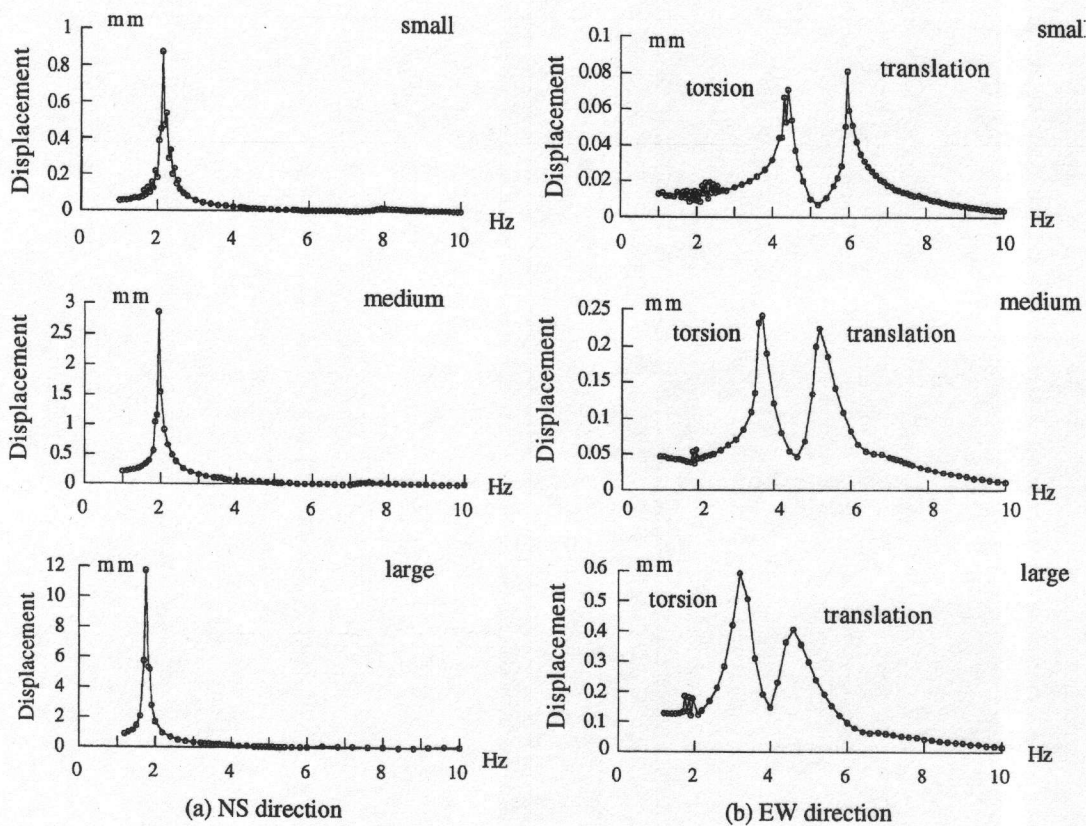 mm
small
Displacement
1
0.8
0.6
0.4
0.2
0
0 2 4 6 8 10 Hz
mm
small
Displacement
torsion
translation
0.1
0.08
0.06
0.04
0.02
0
0 2 4 6 8 10 Hz
mm
medium
Displacement
3
2.5
2
1.5
1
0.5
0
0 2 4 6 8 10 Hz
mm
medium
Displacement
torsion
translation
0.25
0.2
0.15
0.1
0.05
0
0 2 4 6 8 10 Hz
mm
large
Displacement
12
10
8
6
4
2
0
0 2 4 6 8 10 Hz
(a) NS direction
mm
large
Displacement
torsion
translation
0.6
0.5
0.4
0.3
0.2
0.1
0
0 2 4 6 8 10 Hz
(b) EW direction